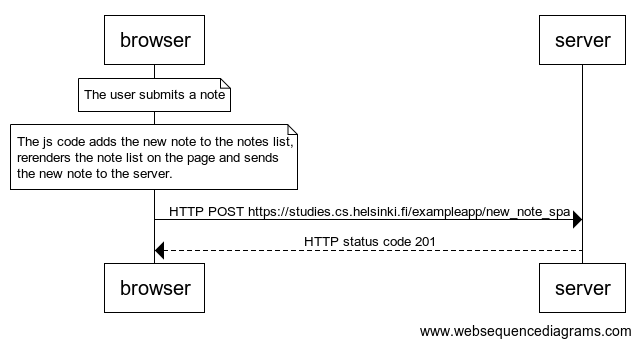 browser
server
The user submits a note
The js code adds the new note to the notes list,
rerenders the note list on the page and sends
the new note to the server.
HTTP POST https://studies.cs.helsinki.fi/exampleapp/new_note_spa
HTTP status code 201
browser
server
www.websequencediagrams.com